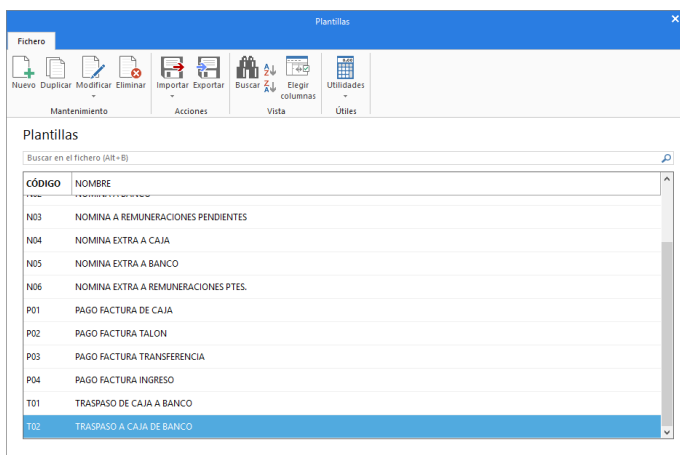 Plantillas
Fichero
Nuevo Duplicar Modificar Eliminar Importar Exportar Buscar Elegir columnas Utilidades
Mantenimiento Acciones Vista Útiles
Plantillas
Buscar en el fichero (Alt+B)
CÓDIGO NOMBRE
N03 NOMINA A REMUNERACIONES PENDIENTES
N04 NOMINA EXTRA A CAJA
N05 NOMINA EXTRA A BANCO
N06 NOMINA EXTRA A REMUNERACIONES PTES.
P01 PAGO FACTURA DE CAJA
P02 PAGO FACTURA TALON
P03 PAGO FACTURA TRANSFERENCIA
P04 PAGO FACTURA INGRESO
T01 TRASPASO DE CAJA A BANCO
T02 TRASPASO A CAJA DE BANCO